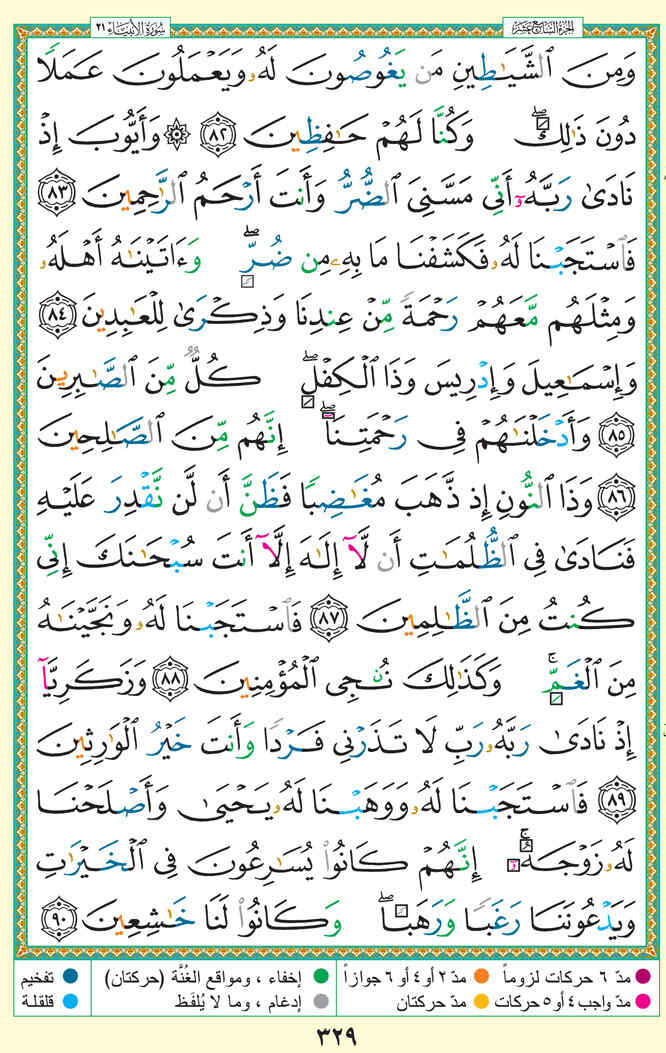 الجزء السابع عشر
سورة الأنبياء ٢١
وَمِنَ ٱلشَّيَٰطِينِ مَن يَغُوصُونَ لَهُۥ وَيَعۡمَلُونَ عَمَلٗا
دُونَ ذَٰلِكَۖ وَكُنَّا لَهُمۡ حَٰفِظِينَ ٨٢ ۞ وَأَيُّوبَ إِذۡ
نَادَىٰ رَبَّهُۥٓ أَنِّي مَسَّنِيَ ٱلضُّرُّ وَأَنتَ أَرۡحَمُ ٱلرَّٰحِمِينَ ٨٣
فَٱسۡتَجَبۡنَا لَهُۥ فَكَشَفۡنَا مَا بِهِۦ مِن ضُرّٖۖ وَءَاتَيۡنَٰهُ أَهۡلَهُۥ
وَمِثۡلَهُم مَّعَهُمۡ رَحۡمَةٗ مِّنۡ عِندِنَا وَذِكۡرَىٰ لِلۡعَٰبِدِينَ ٨٤
وَإِسۡمَٰعِيلَ وَإِدۡرِيسَ وَذَا ٱلۡكِفۡلِۖ كُلّٞ مِّنَ ٱلصَّٰبِرِينَ
٨٥ وَأَدۡخَلۡنَٰهُمۡ فِي رَحۡمَتِنَآۖ إِنَّهُم مِّنَ ٱلصَّٰلِحِينَ
٨٦ وَذَا ٱلنُّونِ إِذ ذَّهَبَ مُغَٰضِبٗا فَظَنَّ أَن لَّن نَّقۡدِرَ عَلَيۡهِ
فَنَادَىٰ فِي ٱلظُّلُمَٰتِ أَن لَّآ إِلَٰهَ إِلَّآ أَنتَ سُبۡحَٰنَكَ إِنِّي
كُنتُ مِنَ ٱلظَّٰلِمِينَ ٨٧ فَٱسۡتَجَبۡنَا لَهُۥ وَنَجَّيۡنَٰهُ
مِنَ ٱلۡغَمِّۚ وَكَذَٰلِكَ نُـۨجِي ٱلۡمُؤۡمِنِينَ ٨٨ وَزَكَرِيَّآ
إِذۡ نَادَىٰ رَبَّهُۥ رَبِّ لَا تَذَرۡنِي فَرۡدٗا وَأَنتَ خَيۡرُ ٱلۡوَٰرِثِينَ
٨٩ فَٱسۡتَجَبۡنَا لَهُۥ وَوَهَبۡنَا لَهُۥ يَحۡيَىٰ وَأَصۡلَحۡنَا
لَهُۥ زَوۡجَهُۥٓۚ إِنَّهُمۡ كَانُواْ يُسَٰرِعُونَ فِي ٱلۡخَيۡرَٰتِ
وَيَدۡعُونَنَا رَغَبٗا وَرَهَبٗاۖ وَكَانُواْ لَنَا خَٰشِعِينَ ٩٠
مدّ ٦ حركات لزوماً مدّ ٢ أو ٤ أو ٦ جوازاً إخفاء ، ومواقع الغُنَّة (حركتان) تفخيم
مدّ واجب ٤ أو ٥ حركات مدّ حركتان إدغام ، وما لا يُلفَظ قلقلة
٣٢٩